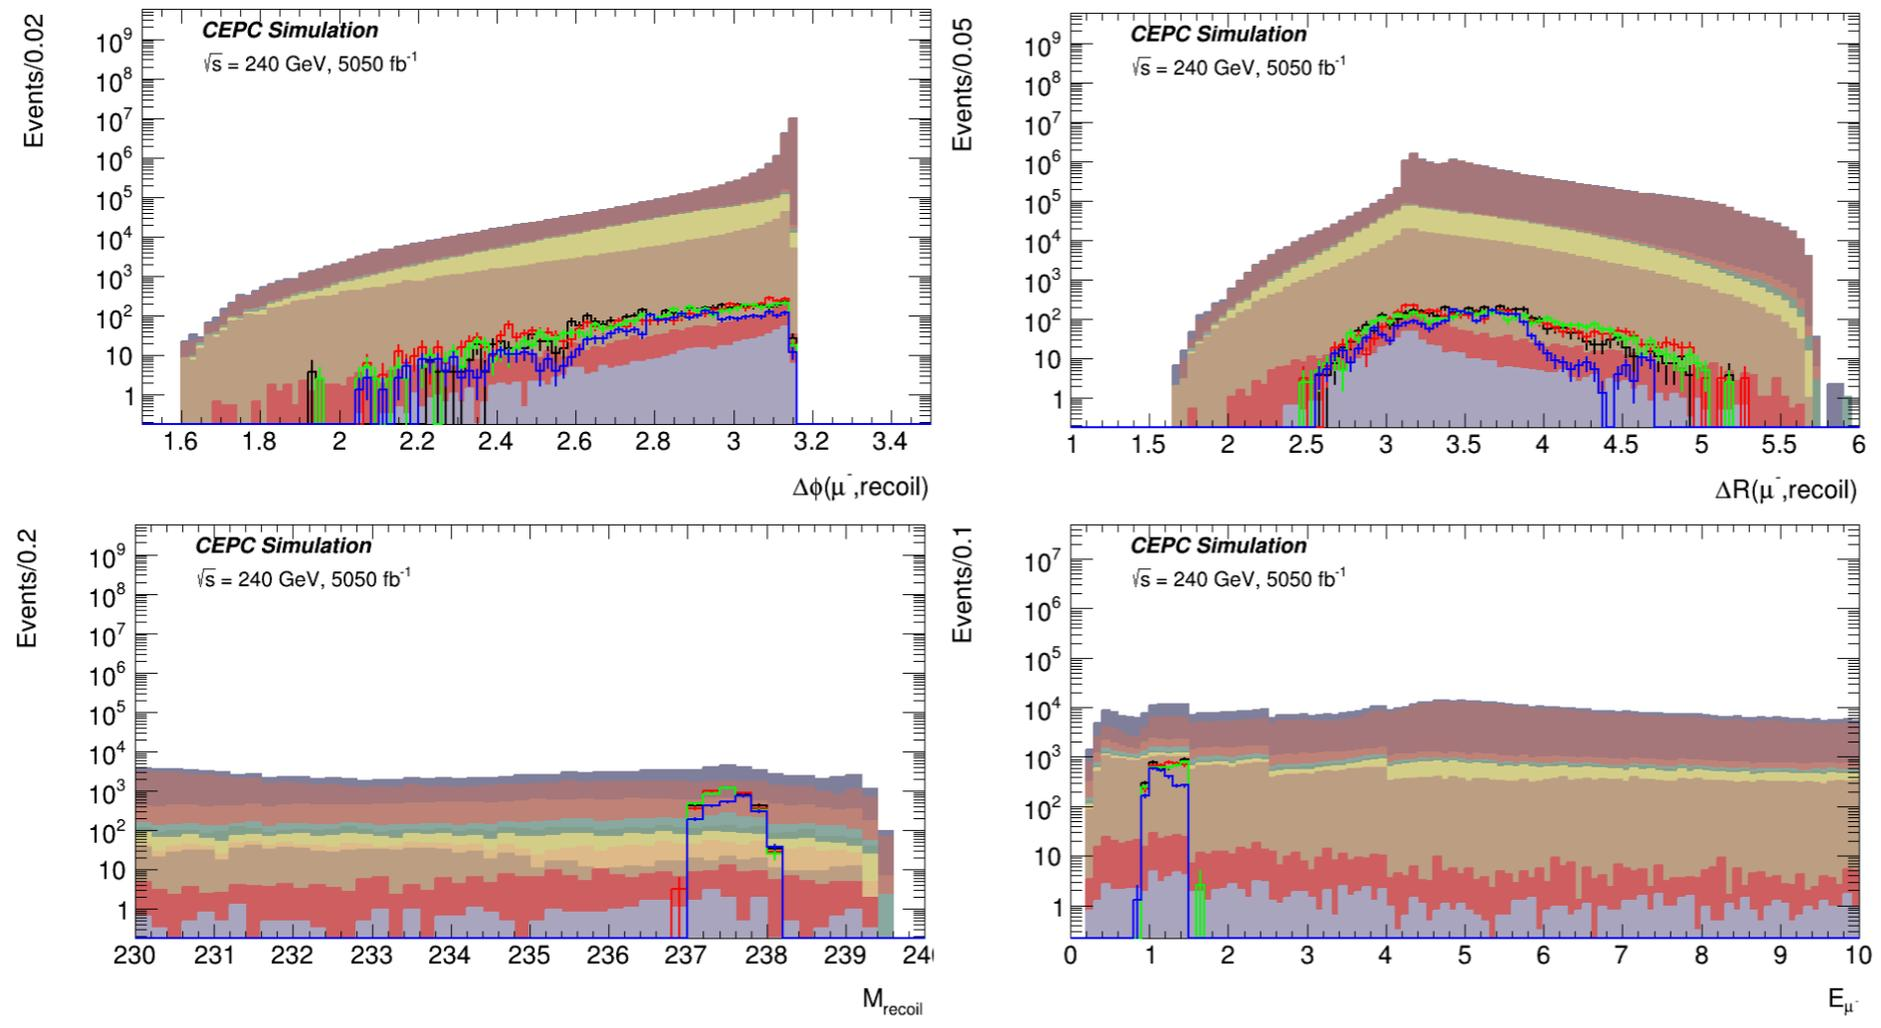 Events/0.02
CEPC Simulation
√s = 240 GeV, 5050 fb⁻¹
10⁹
10⁸
10⁷
10⁶
10⁵
10⁴
10³
10²
10
1
1.6 1.8 2 2.2 2.4 2.6 2.8 3 3.2 3.4
Δϕ(μ⁻,recoil)
Events/0.05
CEPC Simulation
√s = 240 GeV, 5050 fb⁻¹
10⁹
10⁸
10⁷
10⁶
10⁵
10⁴
10³
10²
10
1
1 1.5 2 2.5 3 3.5 4 4.5 5 5.5 6
ΔR(μ⁻,recoil)
Events/0.2
CEPC Simulation
√s = 240 GeV, 5050 fb⁻¹
10⁹
10⁸
10⁷
10⁶
10⁵
10⁴
10³
10²
10
1
230 231 232 233 234 235 236 237 238 239
M_recoil
Events/0.1
CEPC Simulation
√s = 240 GeV, 5050 fb⁻¹
10⁷
10⁶
10⁵
10⁴
10³
10²
10
1
0 1 2 3 4 5 6 7 8 9 10
E_μ⁻